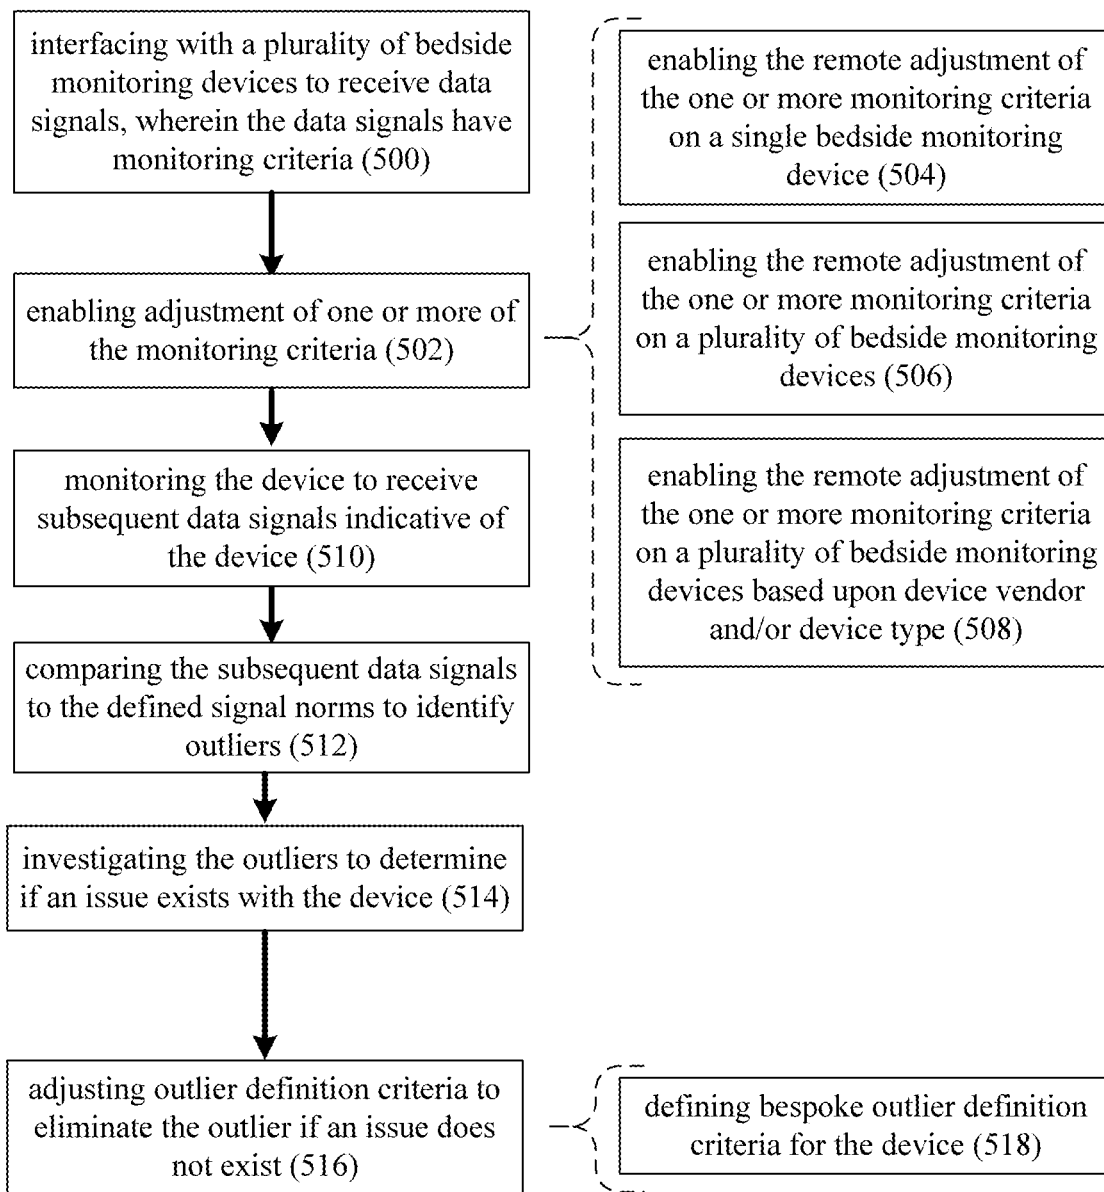 interfacing with a plurality of bedside
monitoring devices to receive data
signals, wherein the data signals have
monitoring criteria (500)
enabling adjustment of one or more of
the monitoring criteria (502)
enabling the remote adjustment of
the one or more monitoring criteria
on a single bedside monitoring
device (504)
enabling the remote adjustment of
the one or more monitoring criteria
on a plurality of bedside monitoring
devices (506)
enabling the remote adjustment of
the one or more monitoring criteria
on a plurality of bedside monitoring
devices based upon device vendor
and/or device type (508)
monitoring the device to receive
subsequent data signals indicative of
the device (510)
comparing the subsequent data signals
to the defined signal norms to identify
outliers (512)
investigating the outliers to determine
if an issue exists with the device (514)
adjusting outlier definition criteria to
eliminate the outlier if an issue does
not exist (516)
defining bespoke outlier definition
criteria for the device (518)